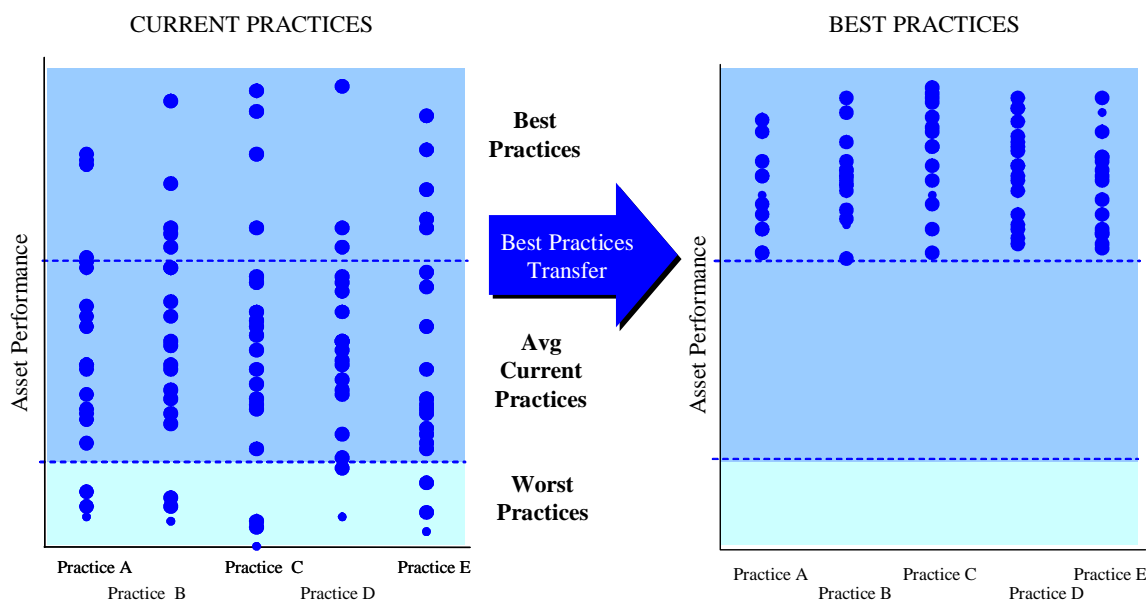 CURRENT PRACTICES
BEST PRACTICES
Asset Performance
Best
Practices
Best Practices
Transfer
Avg
Current
Practices
Worst
Practices
Asset Performance
Practice A
Practice B
Practice C
Practice D
Practice E
Practice A
Practice B
Practice C
Practice D
Practice E